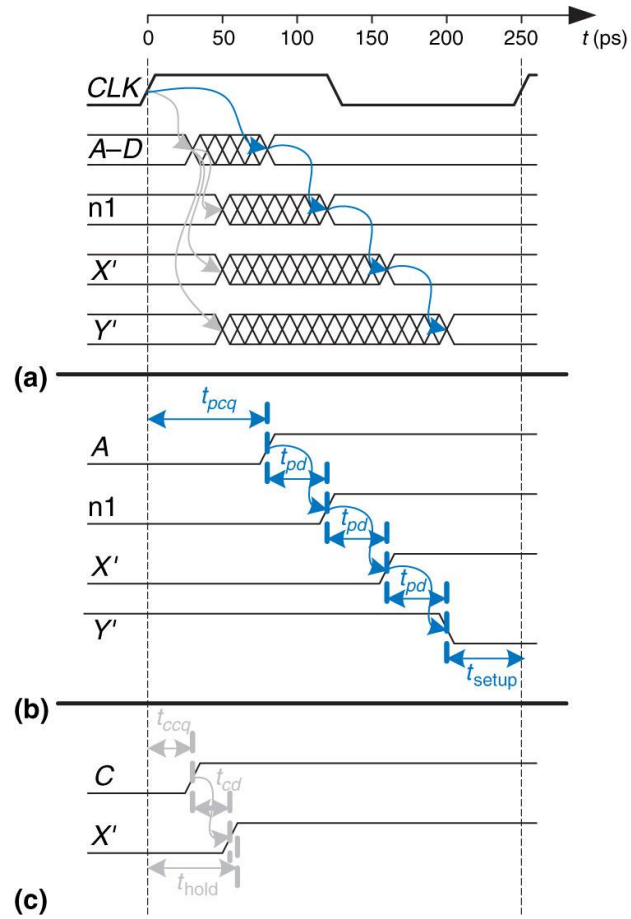 0 50 100 150 200 250 t (ps)
CLK
A–D
n1
X'
Y'
(a)
tpcq
A
tpd
n1
tpd
X'
tpd
Y'
tsetup
(b)
tccq
C
tcd
X'
thold
(c)